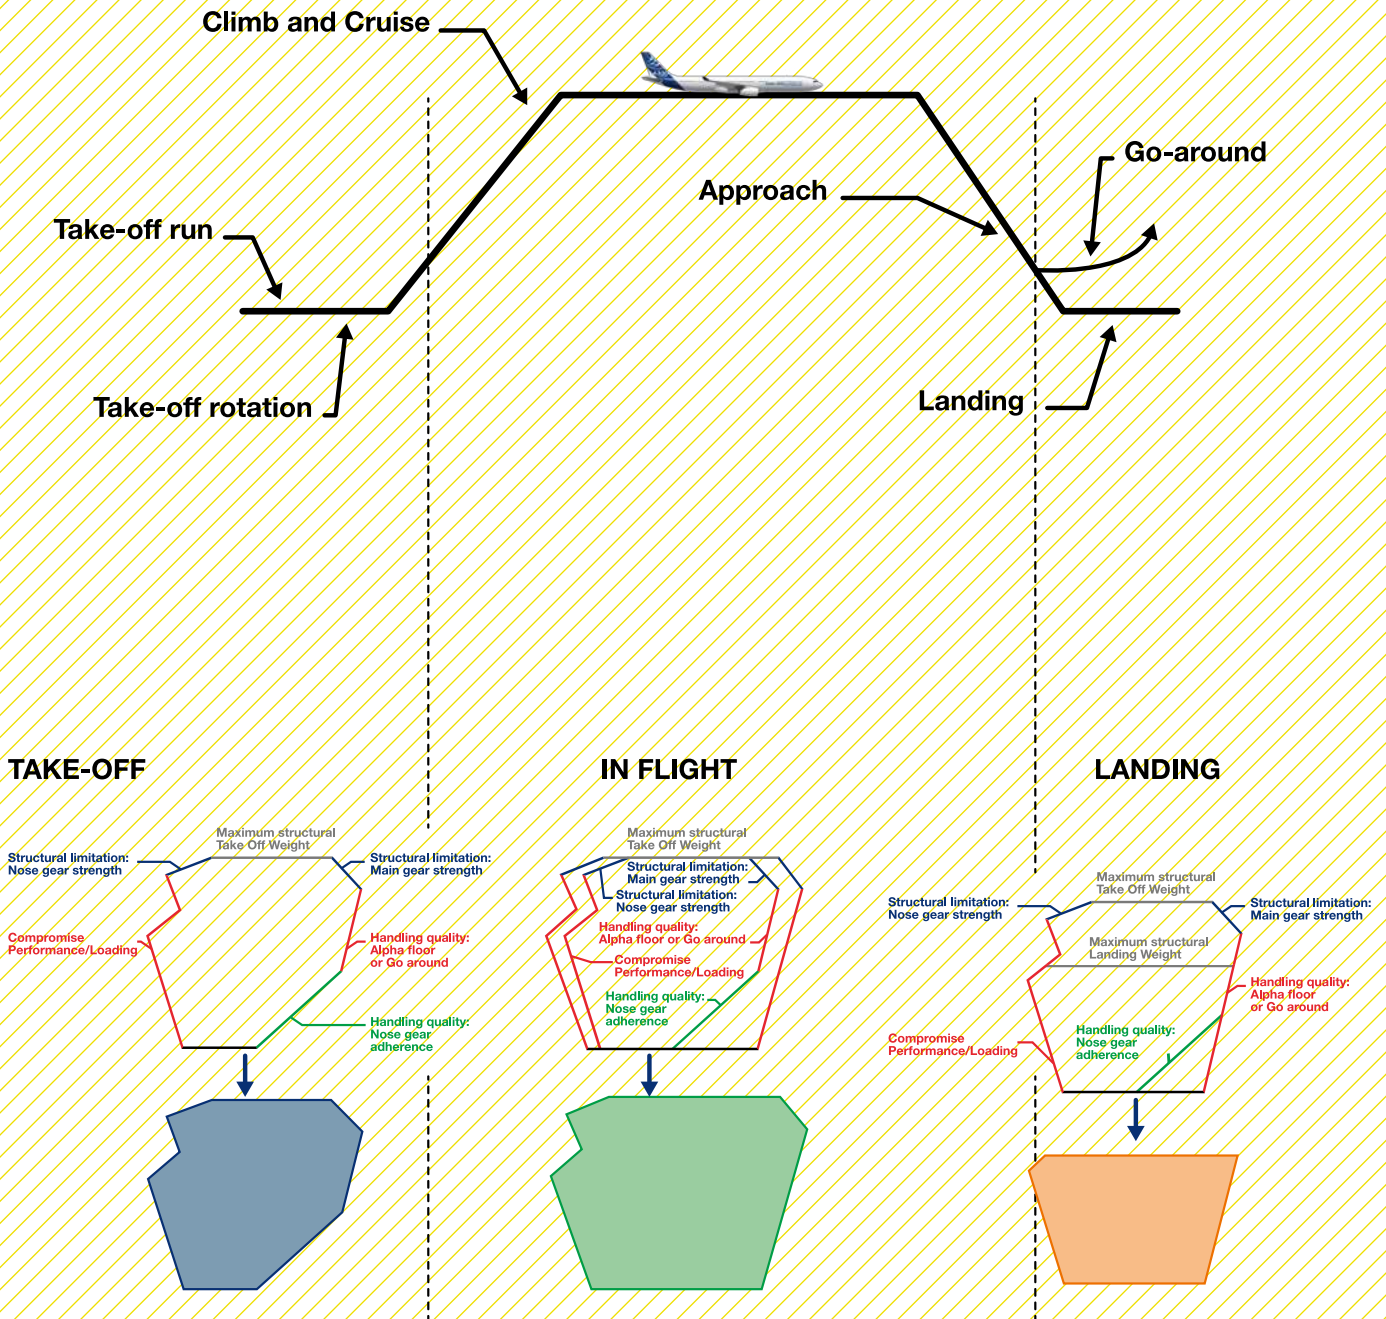 Climb and Cruise
Go-around
Approach
Take-off run
Landing
Take-off rotation
TAKE-OFF
IN FLIGHT
LANDING
Maximum structural
Take Off Weight
Structural limitation:
Nose gear strength
Structural limitation:
Main gear strength
Compromise
Performance/Loading
Handling quality:
Alpha floor
or Go around
Handling quality:
Nose gear
adherence
Maximum structural
Take Off Weight
Structural limitation:
Main gear strength
Structural limitation:
Nose gear strength
Handling quality:
Alpha floor or Go around
Compromise
Performance/Loading
Handling quality:
Nose gear
adherence
Maximum structural
Take Off Weight
Structural limitation:
Nose gear strength
Structural limitation:
Main gear strength
Maximum structural
Landing Weight
Handling quality:
Alpha floor
or Go around
Handling quality:
Nose gear
adherence
Compromise
Performance/Loading